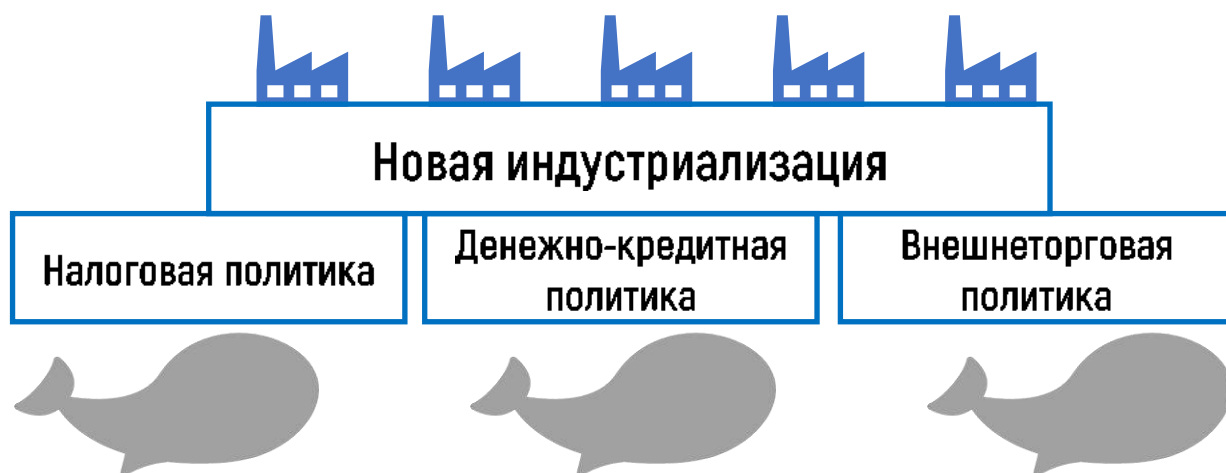 Новая индустриализация
Налоговая политика
Денежно-кредитная
политика
Внешнеторговая
политика